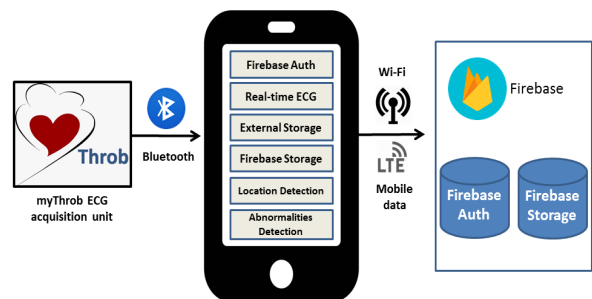 Throb
myThrob ECG
acquisition unit
Bluetooth
Firebase Auth
Real-time ECG
External Storage
Firebase Storage
Location Detection
Abnormalities
Detection
Wi-Fi
LTE
Mobile
data
Firebase
Firebase
Auth
Firebase
Storage